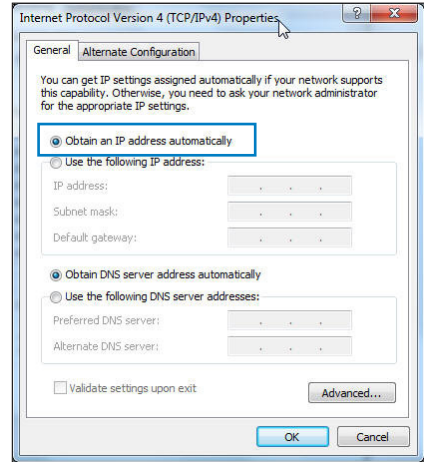 Internet Protocol Version 4 (TCP/IPv4) Properties
General
Alternate Configuration
You can get IP settings assigned automatically if your network supports
this capability. Otherwise, you need to ask your network administrator
for the appropriate IP settings.
Obtain an IP address automatically
Use the following IP address:
IP address:
Subnet mask:
Default gateway:
Obtain DNS server address automatically
Use the following DNS server addresses:
Preferred DNS server:
Alternate DNS server:
Validate settings upon exit
Advanced...
OK
Cancel